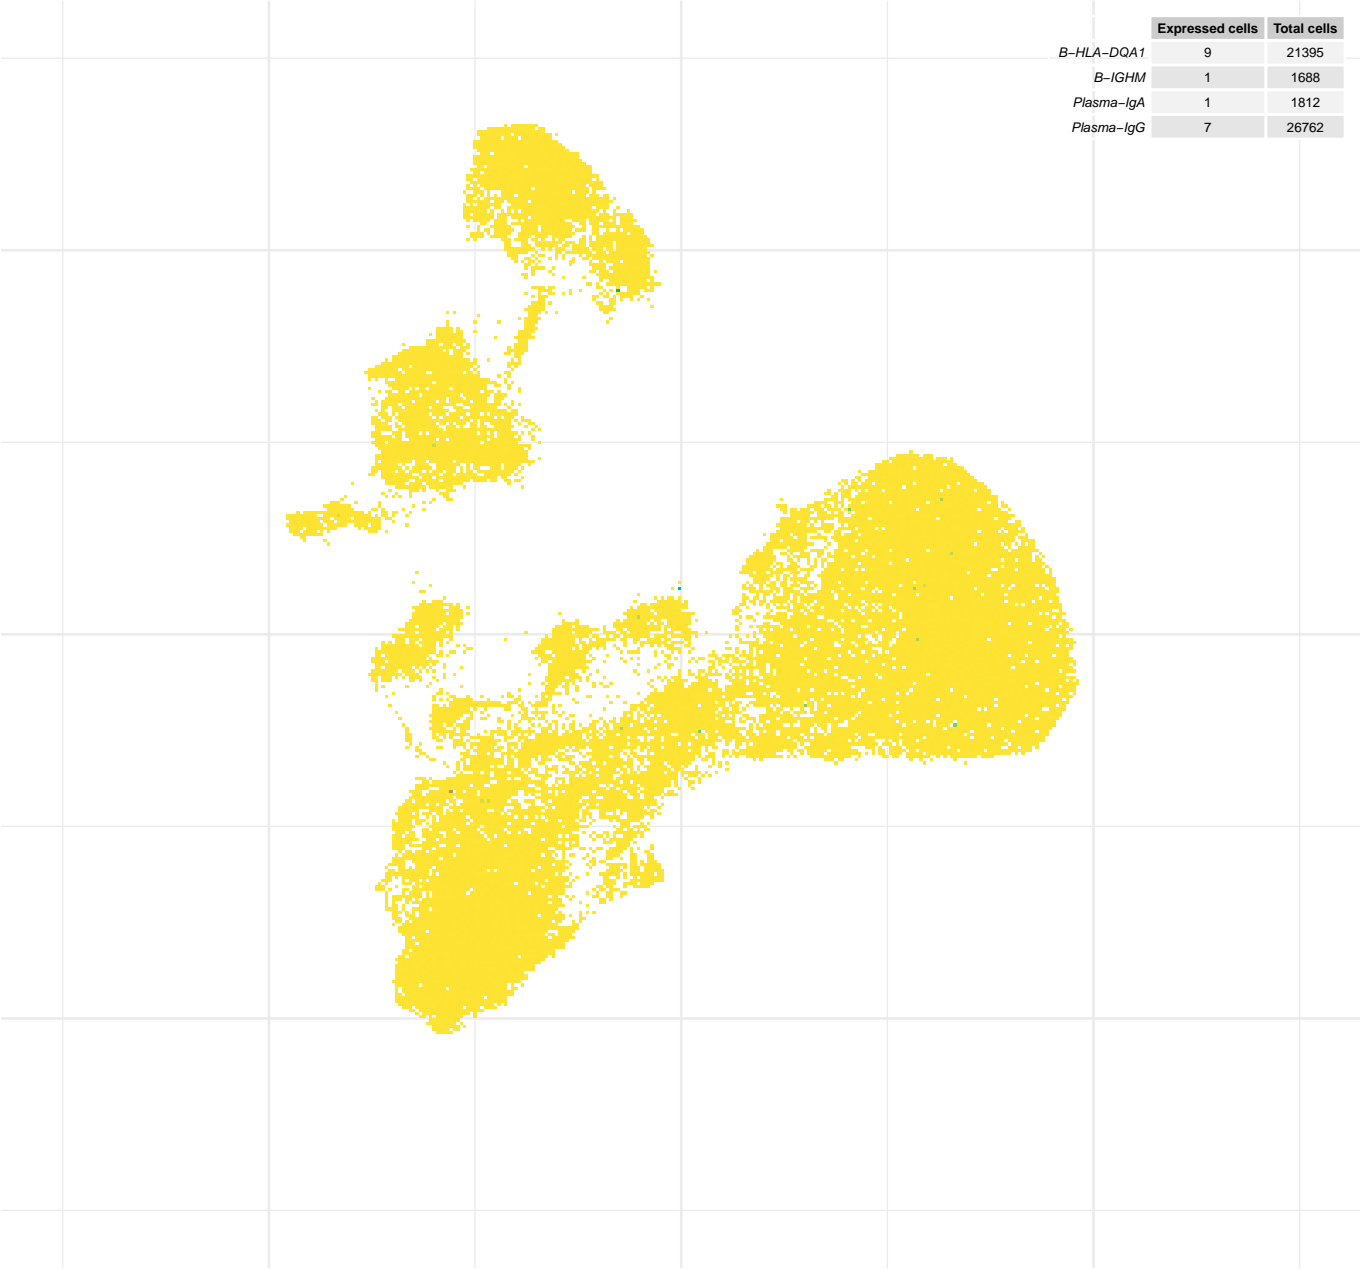 Expressed cells Total cells
B−HLA−DQA1 9 21395
B−IGHM 1 1688
Plasma−IgA 1 1812
Plasma−IgG 7 26762